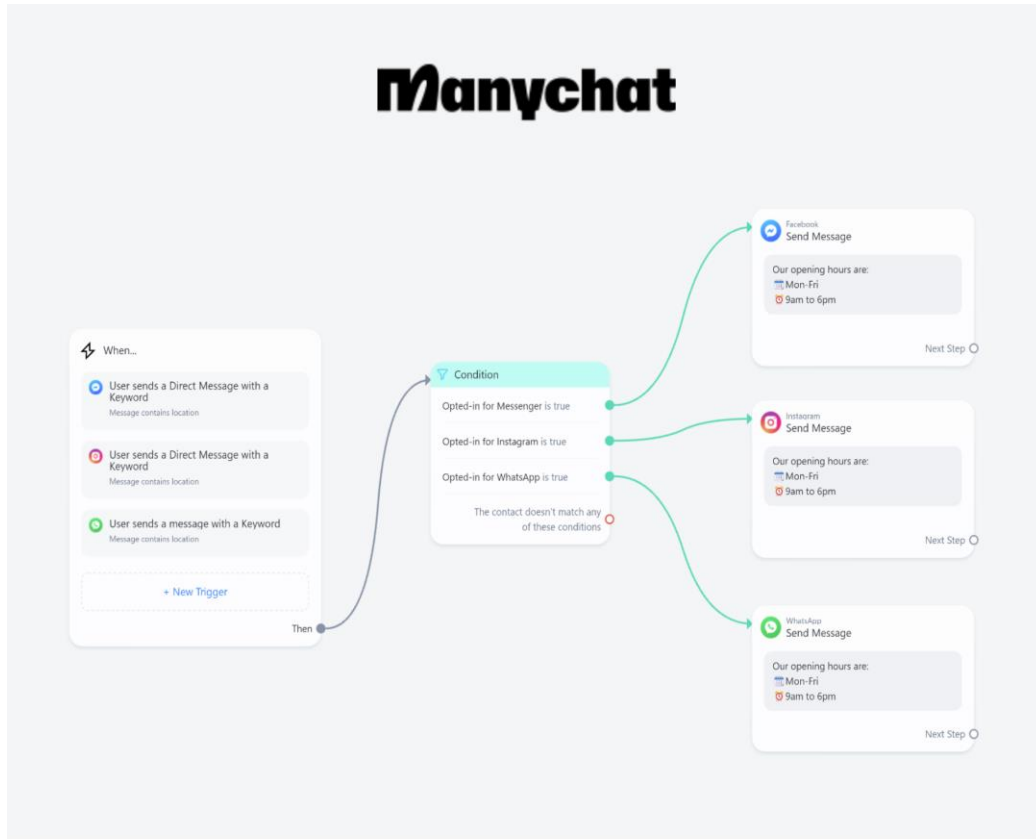 Manychat
When...
User sends a Direct Message with a
Keyword
Message contains location
User sends a Direct Message with a
Keyword
Message contains location
User sends a message with a Keyword
Message contains location
+ New Trigger
Then
Condition
Opted-in for Messenger is true
Opted-in for Instagram is true
Opted-in for WhatsApp is true
The contact doesn't match any
of these conditions
Facebook
Send Message
Our opening hours are:
Mon-Fri
9am to 6pm
Next Step
Instagram
Send Message
Our opening hours are:
Mon-Fri
9am to 6pm
Next Step
WhatsApp
Send Message
Our opening hours are:
Mon-Fri
9am to 6pm
Next Step